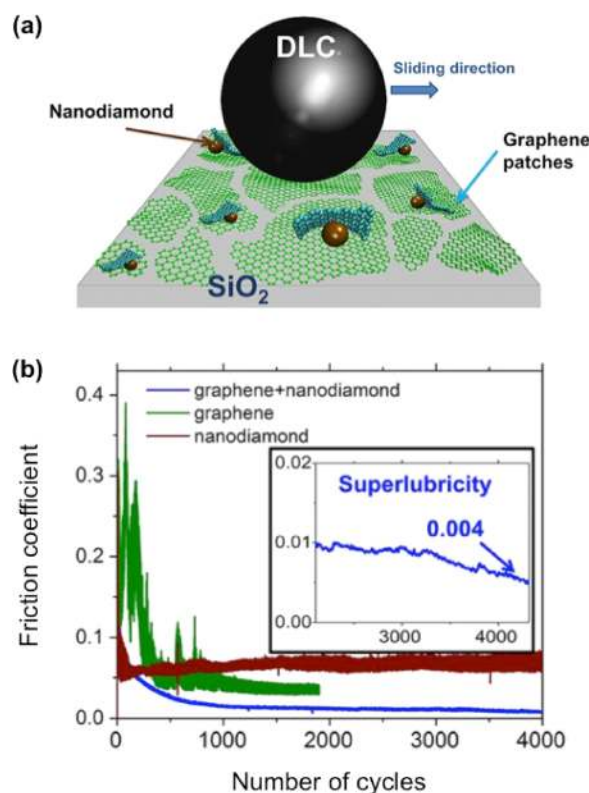 (a)
DLC
Sliding direction
Nanodiamond
Graphene
patches
SiO₂
(b)
0.4
0.3
0.2
0.1
0.0
Friction coefficient
graphene+nanodiamond
graphene
nanodiamond
0.02
0.01
0.00
Superlubricity
0.004
3000
4000
0
1000
2000
3000
4000
Number of cycles